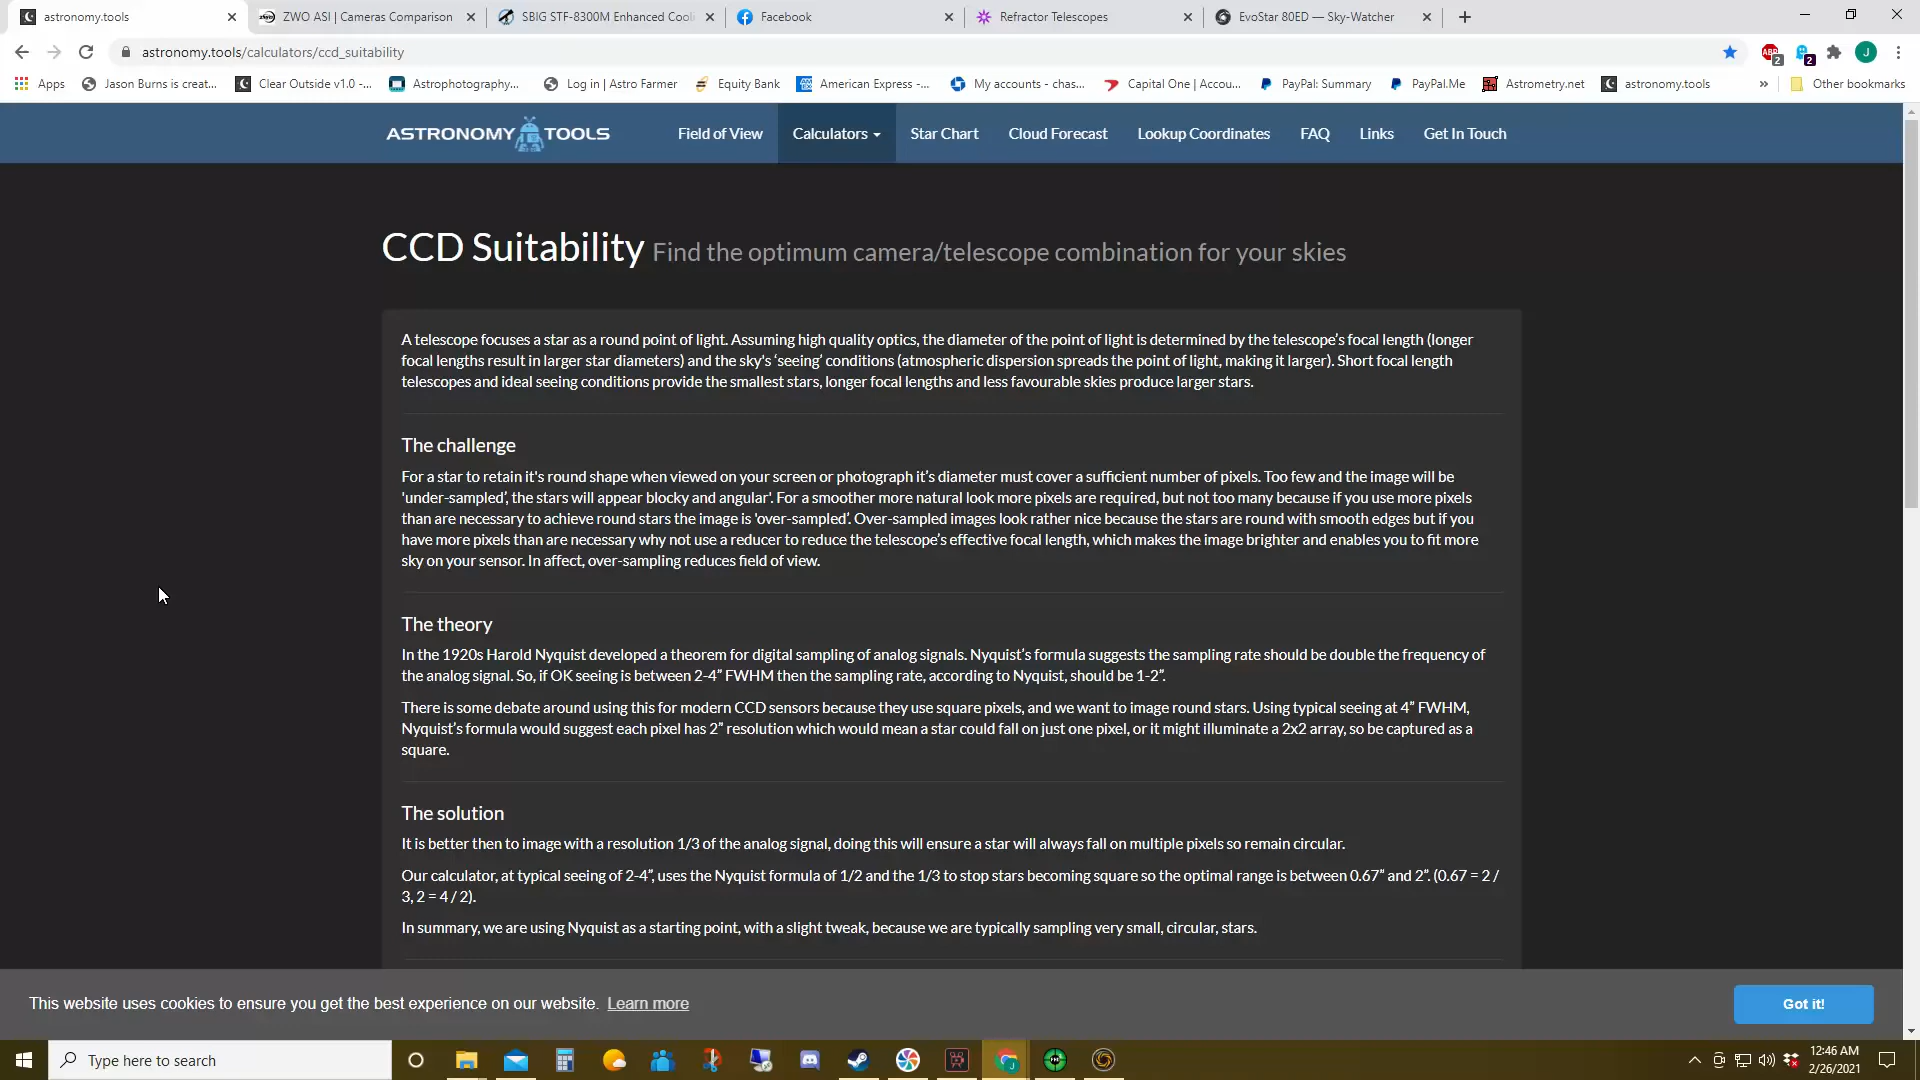 astronomy.tools
ZWO ASI | Cameras Comparison
SBIG STF-8300M Enhanced Cooli
Facebook
Refractor Telescopes
EvoStar 80ED — Sky-Watcher
astronomy.tools/calculators/ccd_suitability
ABP
2
2
J
Apps
Jason Burns is creat...
Clear Outside v1.0 -...
Astrophotography...
Log in | Astro Farmer
Equity Bank
American Express -...
My accounts - chas...
Capital One | Accou...
PayPal: Summary
PayPal.Me
Astrometry.net
astronomy.tools
»
Other bookmarks
ASTRONOMY TOOLS
Field of View
Calculators
Star Chart
Cloud Forecast
Lookup Coordinates
FAQ
Links
Get In Touch
CCD Suitability Find the optimum camera/telescope combination for your skies
A telescope focuses a star as a round point of light. Assuming high quality optics, the diameter of the point of light is determined by the telescope's focal length (longer
focal lengths result in larger star diameters) and the sky's ‘seeing’ conditions (atmospheric dispersion spreads the point of light, making it larger). Short focal length
telescopes and ideal seeing conditions provide the smallest stars, longer focal lengths and less favourable skies produce larger stars.
The challenge
For a star to retain it's round shape when viewed on your screen or photograph it’s diameter must cover a sufficient number of pixels. Too few and the image will be
'under-sampled’, the stars will appear blocky and angular'. For a smoother more natural look more pixels are required, but not too many because if you use more pixels
than are necessary to achieve round stars the image is 'over-sampled’. Over-sampled images look rather nice because the stars are round with smooth edges but if you
have more pixels than are necessary why not use a reducer to reduce the telescope’s effective focal length, which makes the image brighter and enables you to fit more
sky on your sensor. In affect, over-sampling reduces field of view.
The theory
In the 1920s Harold Nyquist developed a theorem for digital sampling of analog signals. Nyquist’s formula suggests the sampling rate should be double the frequency of
the analog signal. So, if OK seeing is between 2-4” FWHM then the sampling rate, according to Nyquist, should be 1-2”.
There is some debate around using this for modern CCD sensors because they use square pixels, and we want to image round stars. Using typical seeing at 4” FWHM,
Nyquist’s formula would suggest each pixel has 2” resolution which would mean a star could fall on just one pixel, or it might illuminate a 2x2 array, so be captured as a
square.
The solution
It is better then to image with a resolution 1/3 of the analog signal, doing this will ensure a star will always fall on multiple pixels so remain circular.
Our calculator, at typical seeing of 2-4”, uses the Nyquist formula of 1/2 and the 1/3 to stop stars becoming square so the optimal range is between 0.67” and 2”. (0.67 = 2 /
3, 2 = 4 / 2).
In summary, we are using Nyquist as a starting point, with a slight tweak, because we are typically sampling very small, circular, stars.
This website uses cookies to ensure you get the best experience on our website. Learn more
Got it!
Type here to search
12:46 AM
2/26/2021